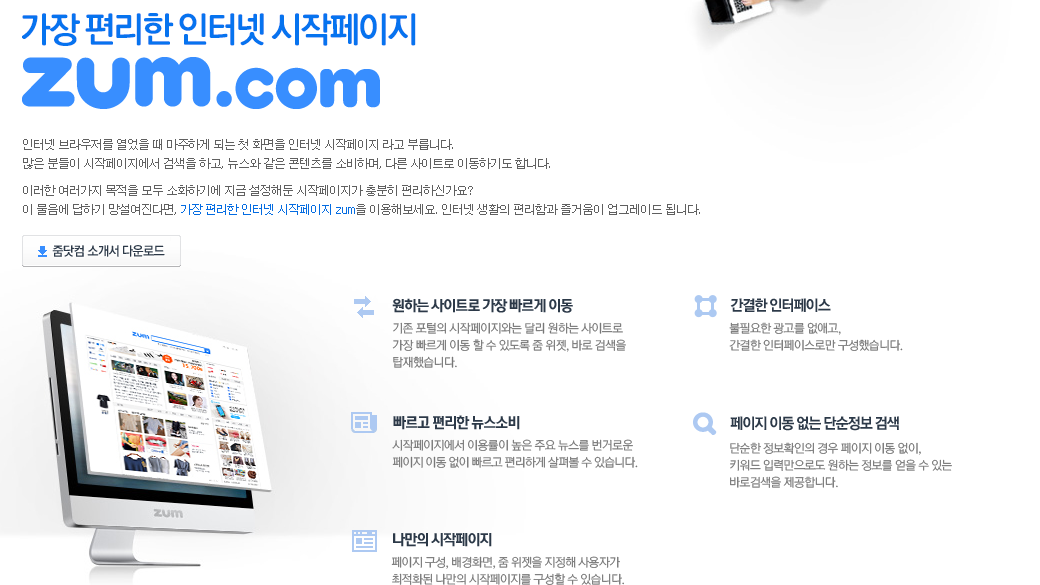 가장 편리한 인터넷 시작페이지
zum.com
인터넷 브라우저를 열었을 때 마주하게 되는 첫 화면을 인터넷 시작페이지 라고 부릅니다.
많은 분들이 시작페이지에서 검색을 하고, 뉴스와 같은 콘텐츠를 소비하며, 다른 사이트로 이동하기도 합니다.
이러한 여러가지 목적을 모두 소화하기에 지금 설정해둔 시작페이지가 충분히 편리하신가요?
이 물음에 답하기 망설여진다면, 가장 편리한 인터넷 시작페이지 zum을 이용해보세요. 인터넷 생활의 편리함과 즐거움이 업그레이드 됩니다.
줌닷컴 소개서 다운로드
원하는 사이트로 가장 빠르게 이동
기존 포털의 시작페이지와는 달리 원하는 사이트로
가장 빠르게 이동 할 수 있도록 줌 위젯, 바로 검색을
탑재했습니다.
간결한 인터페이스
불필요한 광고를 없애고,
간결한 인터페이스로만 구성했습니다.
빠르고 편리한 뉴스소비
시작페이지에서 이용률이 높은 주요 뉴스를 번거로운
페이지 이동 없이 빠르고 편리하게 살펴볼 수 있습니다.
페이지 이동 없는 단순정보 검색
단순한 정보확인의 경우 페이지 이동 없이,
키워드 입력만으로도 원하는 정보를 얻을 수 있는
바로검색을 제공합니다.
나만의 시작페이지
페이지 구성, 배경화면, 줌 위젯을 지정해 사용자가
최적화된 나만의 시작페이지를 구성할 수 있습니다.
zum
zum